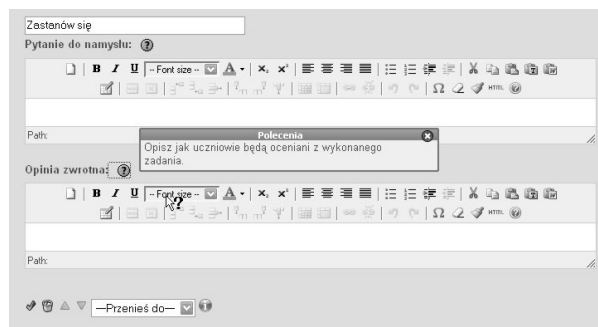 Zastanów się
Pytanie do namysłu:
B I U -- Font size -- A
HTML
Path:
Polecenia
Opisz jak uczniowie będą oceniani z wykonanego
zadania.
Opinia zwrotna:
B I U -- Font size -- A
HTML
Path:
—Przenieś do—